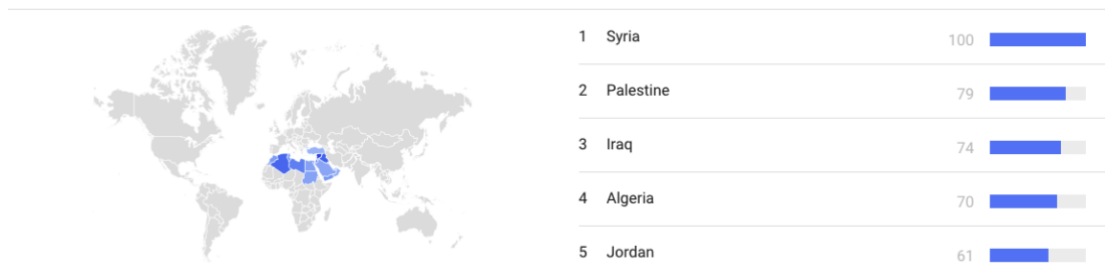 1 Syria 100
2 Palestine 79
3 Iraq 74
4 Algeria 70
5 Jordan 61